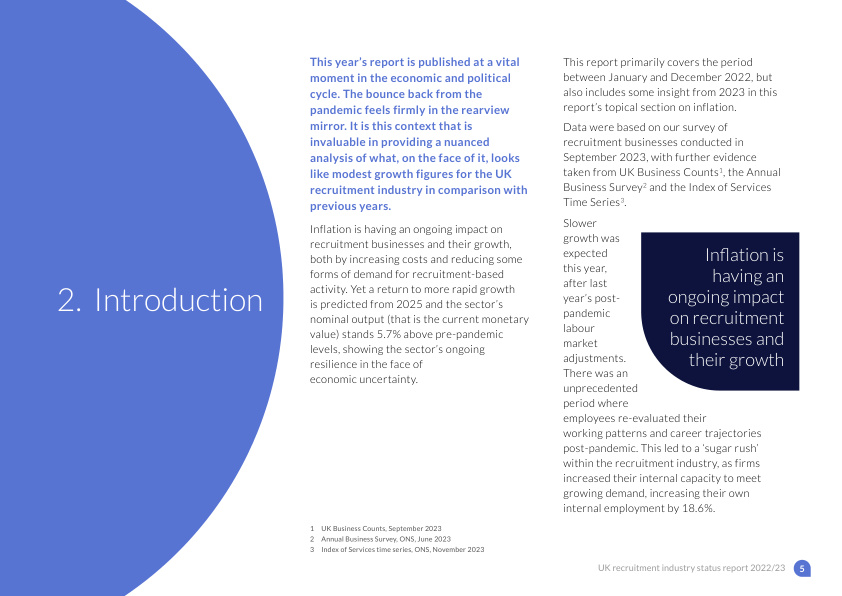 2. Introduction
This year’s report is published at a vital
moment in the economic and political
cycle. The bounce back from the
pandemic feels firmly in the rearview
mirror. It is this context that is
invaluable in providing a nuanced
analysis of what, on the face of it, looks
like modest growth figures for the UK
recruitment industry in comparison with
previous years.
Inflation is having an ongoing impact on
recruitment businesses and their growth,
both by increasing costs and reducing some
forms of demand for recruitment-based
activity. Yet a return to more rapid growth
is predicted from 2025 and the sector’s
nominal output (that is the current monetary
value) stands 5.7% above pre-pandemic
levels, showing the sector’s ongoing
resilience in the face of
economic uncertainty.
1 UK Business Counts, September 2023
2 Annual Business Survey, ONS, June 2023
3 Index of Services time series, ONS, November 2023
This report primarily covers the period
between January and December 2022, but
also includes some insight from 2023 in this
report’s topical section on inflation.
Data were based on our survey of
recruitment businesses conducted in
September 2023, with further evidence
taken from UK Business Counts¹, the Annual
Business Survey² and the Index of Services
Time Series³.
Slower
growth was
expected
this year,
after last
year’s post-
pandemic
labour
market
adjustments.
There was an
unprecedented
period where
employees re-evaluated their
working patterns and career trajectories
post-pandemic. This led to a ‘sugar rush’
within the recruitment industry, as firms
increased their internal capacity to meet
growing demand, increasing their own
internal employment by 18.6%.
Inflation is
having an
ongoing impact
on recruitment
businesses and
their growth
UK recruitment industry status report 2022/23 5